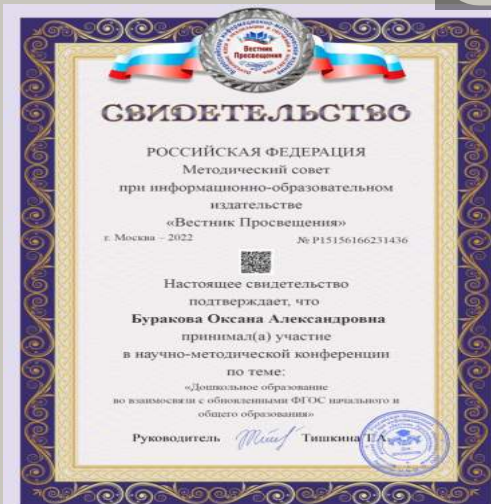 Вестник
Просвещения
СВИДЕТЕЛЬСТВО
РОССИЙСКАЯ ФЕДЕРАЦИЯ
Методический совет
при информационно-образовательном
издательстве
«Вестник Просвещения»
г. Москва – 2022 № Р15156166231436
Настоящее свидетельство
подтверждает, что
Буракова Оксана Александровна
принимал(а) участие
в научно-методической конференции
по теме:
«Дошкольное образование
во взаимосвязи с обновленными ФГОС начального и
общего образования»
Руководитель Тишкина Т.А.